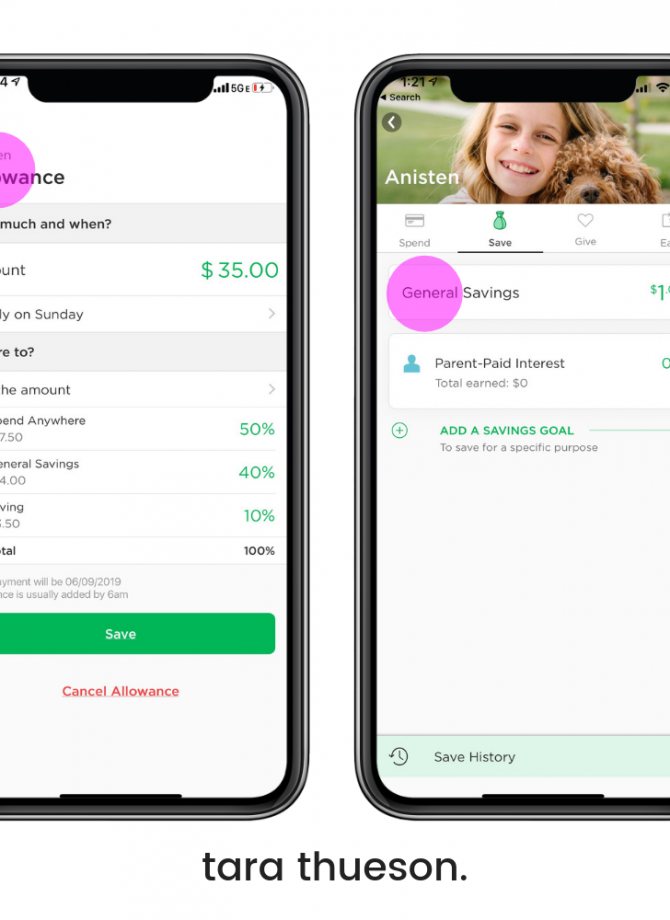 4
5GE
en
owance
much and when?
ount
$35.00
ly on Sunday
re to?
he amount
pend Anywhere
7.50
50%
eneral Savings
4.00
40%
ving
3.50
10%
tal
100%
yment will be 06/09/2019
nce is usually added by 6am
Save
Cancel Allowance
1:21
Search
Anisten
Spend
Save
Give
Ea
General Savings
$1.
Parent-Paid Interest
0
Total earned: $0
ADD A SAVINGS GOAL
To save for a specific purpose
Save History
tara thueson.